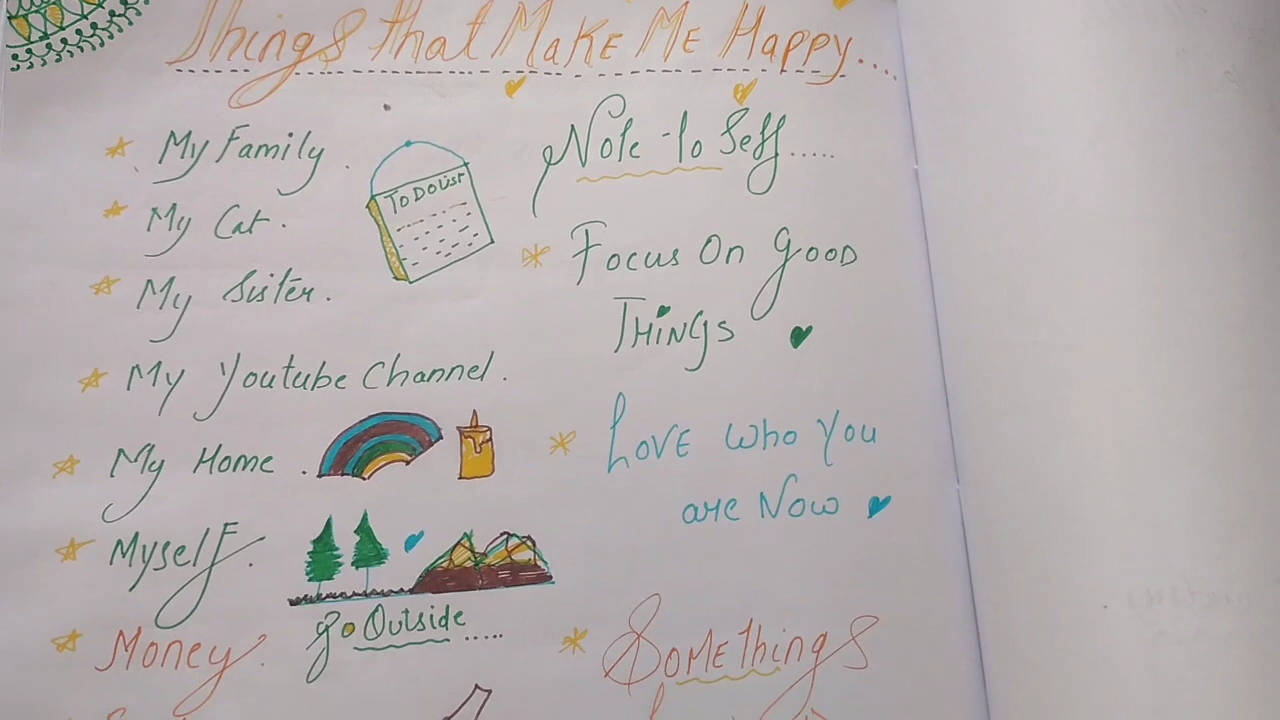 Things That Make Me Happy....
My Family.
My Cat.
My Sister.
My Youtube Channel.
My Home.
Myself.
Money.
To Do List
go Outside.....
Note to Self.....
Focus On good
Things
Love who you
are Now
Somethings